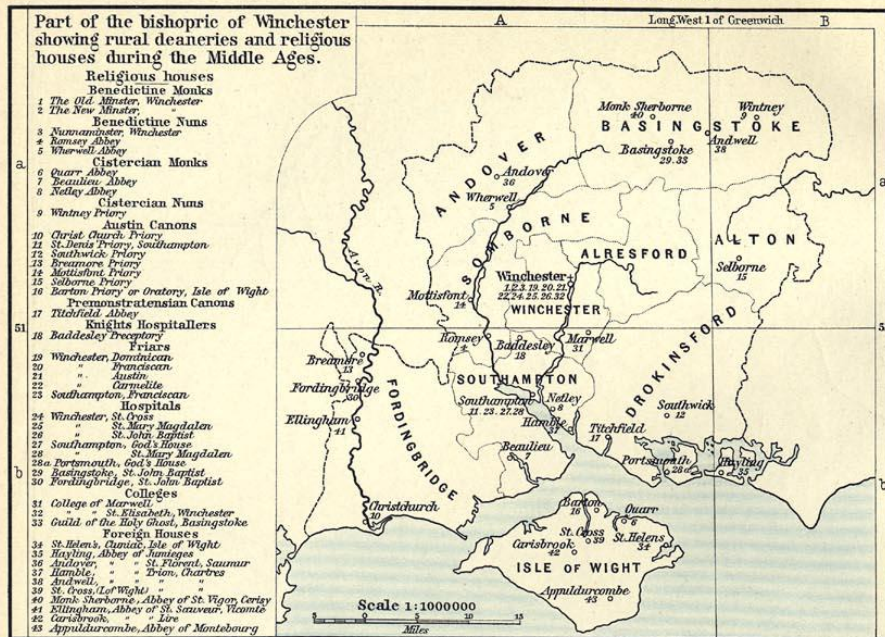 Part of the bishopric of Winchester
showing rural deaneries and religious
houses during the Middle Ages.
Religious houses
Benedictine Monks
1 The Old Minster, Winchester
2 The New Minster, "
Benedictine Nuns
3 Nunnaminster, Winchester
4 Romsey Abbey
5 Wherwell Abbey
Cistercian Monks
6 Quarr Abbey
7 Beaulieu Abbey
8 Netley Abbey
Cistercian Nuns
9 Wintney Priory
Austin Canons
10 Christ Church Priory
11 St. Denis Priory, Southampton
12 Southwick Priory
13 Breamore Priory
14 Mottisfont Priory
15 Selborne Priory
16 Barton Priory or Oratory, Isle of Wight
Premonstratensian Canons
17 Titchfield Abbey
Knights Hospitallers
18 Baddesley Preceptory
Friars
19 Winchester, Dominican
20 " Franciscan
21 " Austin
22 " Carmelite
23 Southampton, Franciscan
Hospitals
24 Winchester, St. Cross
25 " St. Mary Magdalen
26 " St. John Baptist
27 Southampton, God's House
28 " St. Mary Magdalen
28a Portsmouth, God's House
29 Basingstoke, St. John Baptist
30 Fordingbridge, St. John Baptist
Colleges
31 College of Marwell
32 " " St. Elisabeth, Winchester
33 Guild of the Holy Ghost, Basingstoke
Foreign Houses
34 St. Helen's, Cluniac, Isle of Wight
35 Hayling, Abbey of Jumieges
36 Andover, " " St. Florent, Saumur
37 Hamble, " " Tiron, Chartres
38 Andwell, " " " "
39 St. Cross, (I. of Wight) " " "
40 Monk Sherborne, Abbey of St. Vigor, Cerisy
41 Ellingham, Abbey of St. Sauveur, Vicomte
42 Carisbrook, " " Lire
43 Appuldurcombe, Abbey of Montebourg
A
Long. West 1 of Greenwich
B
a
a
51
5
b
b
Monk Sherborne
40
Wintney
9
BASINGSTOKE
Basingstoke
29. 33
Andwell
38
ANDOVER
Andover
36
Wherwell
5
SOMBORNE
ALRESFORD
ALTON
Selborne
15
Winchester
1. 2. 3. 19. 20. 21.
22. 24. 25. 26. 32
WINCHESTER
Mottisfont
14
Avon R.
Romsey
4
Baddesley
18
Marwell
31
DROKINSFORD
Breamore
13
Fordingbridge
30
Ellingham
41
FORDINGBRIDGE
SOUTHAMPTON
Southampton
11. 23. 27. 28
Netley
8
Hamble
37
Titchfield
17
Southwick
12
Beaulieu
7
Portsmouth
28a
Hayling
35
Christchurch
10
Barton
16
Quarr
6
St. Cross
39
St. Helens
34
Carisbrook
42
ISLE OF WIGHT
Appuldurcombe
43
Scale 1:1000000
5 0 5 10 15 20
Miles